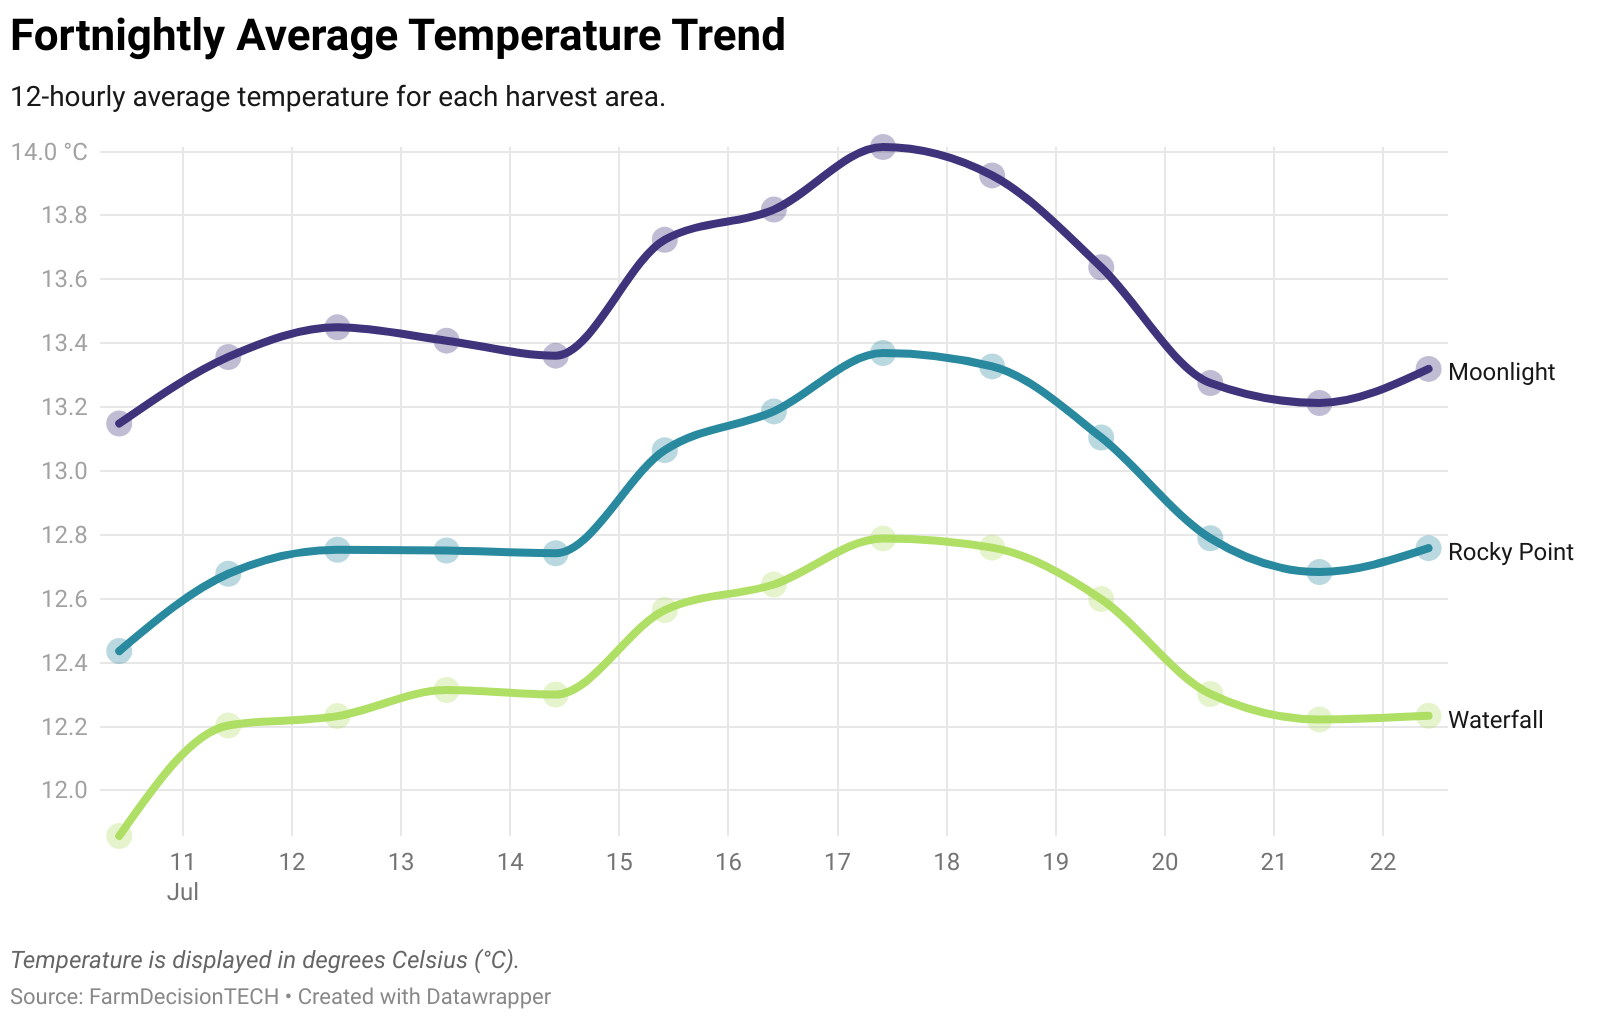 Fortnightly Average Temperature Trend
12-hourly average temperature for each harvest area.
14.0 °C
13.8
13.6
13.4
13.2
13.0
12.8
12.6
12.4
12.2
12.0
Moonlight
Rocky Point
Waterfall
11 12 13 14 15 16 17 18 19 20 21 22
Jul
Temperature is displayed in degrees Celsius (°C).
Source: FarmDecisionTECH • Created with Datawrapper